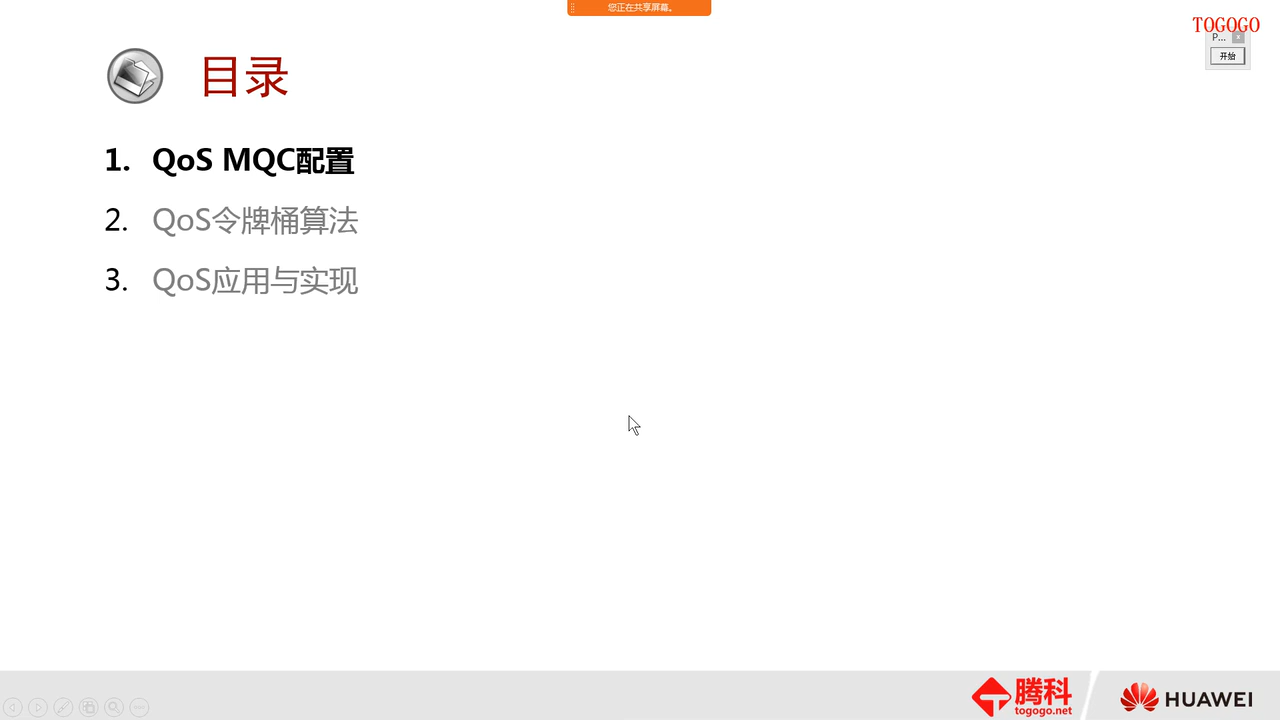 您正在共享屏幕。
TOGOGO
P...
开始
目录
1. QoS MQC配置
2. QoS令牌桶算法
3. QoS应用与实现
腾科
togogo.net
HUAWEI